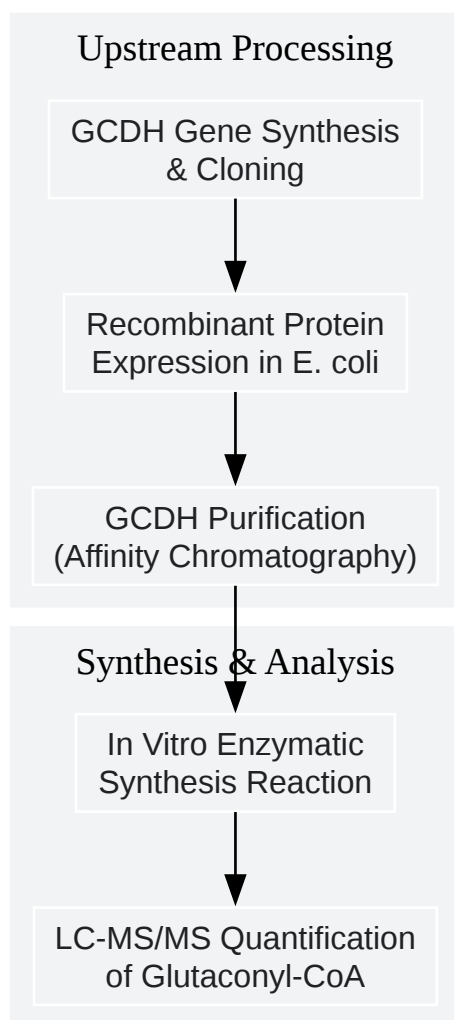 Upstream Processing
GCDH Gene Synthesis
& Cloning
Recombinant Protein
Expression in E. coli
GCDH Purification
(Affinity Chromatography)
Synthesis & Analysis
In Vitro Enzymatic
Synthesis Reaction
LC-MS/MS Quantification
of Glutaconyl-CoA